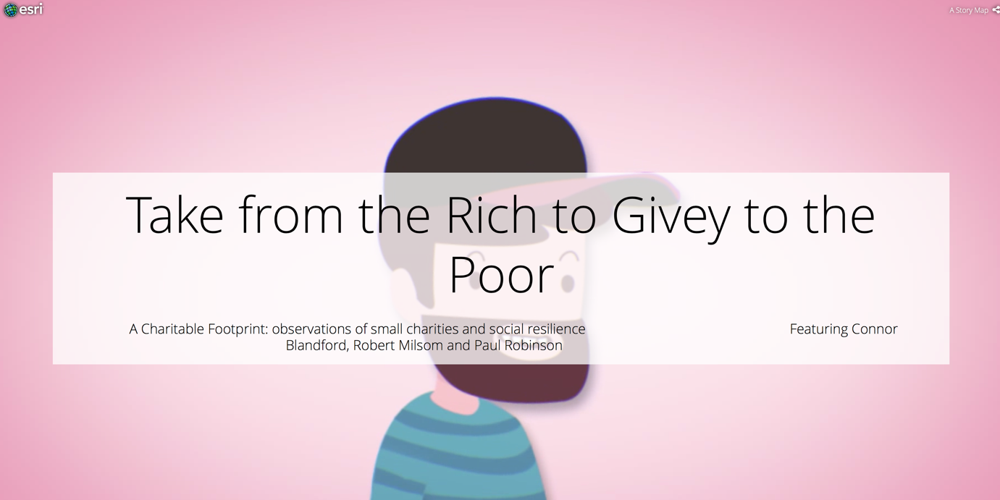 esri
A Story Map
Take from the Rich to Givey to the
Poor
A Charitable Footprint: observations of small charities and social resilience Featuring Connor
Blandford, Robert Milsom and Paul Robinson